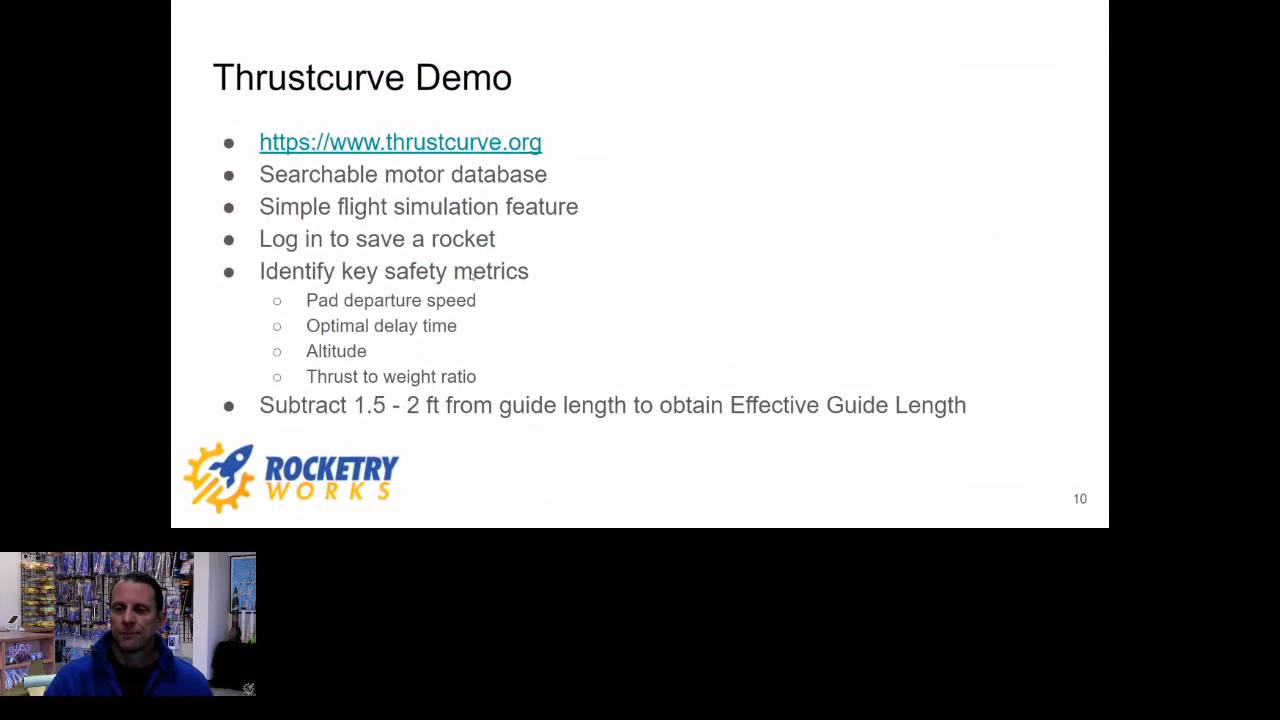 Thrustcurve Demo
● https://www.thrustcurve.org
● Searchable motor database
● Simple flight simulation feature
● Log in to save a rocket
● Identify key safety metrics
○ Pad departure speed
○ Optimal delay time
○ Altitude
○ Thrust to weight ratio
● Subtract 1.5 - 2 ft from guide length to obtain Effective Guide Length
ROCKETRY
WORKS
10